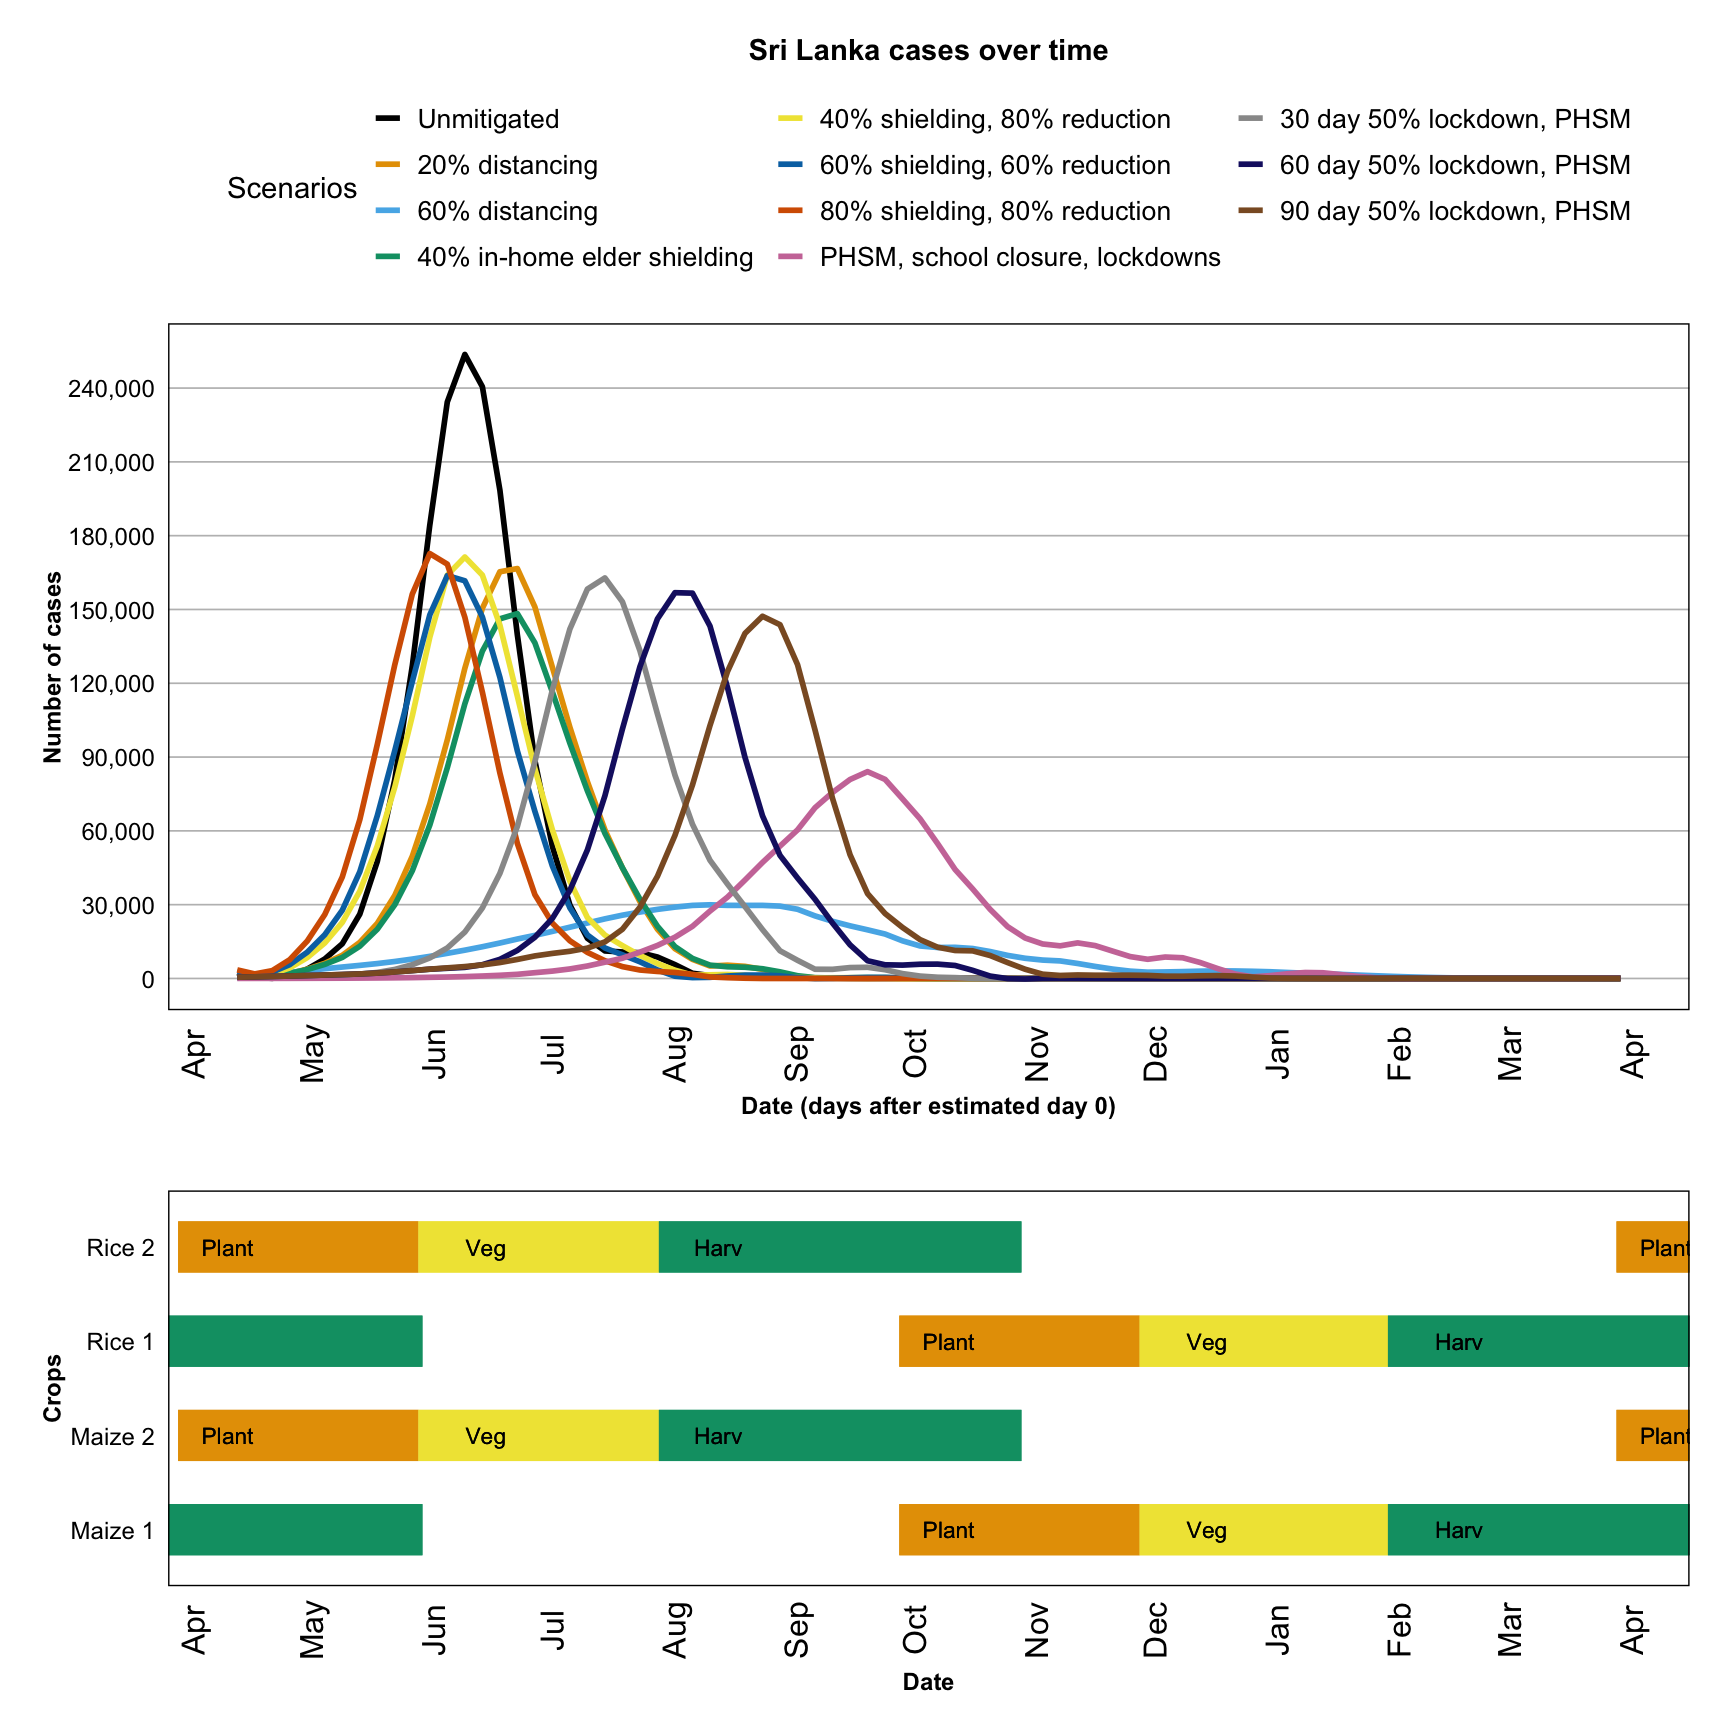 Sri Lanka cases over time
Scenarios
Unmitigated
20% distancing
60% distancing
40% in-home elder shielding
40% shielding, 80% reduction
60% shielding, 60% reduction
80% shielding, 80% reduction
PHSM, school closure, lockdowns
30 day 50% lockdown, PHSM
60 day 50% lockdown, PHSM
90 day 50% lockdown, PHSM
Number of cases
240,000
210,000
180,000
150,000
120,000
90,000
60,000
30,000
0
Apr May Jun Jul Aug Sep Oct Nov Dec Jan Feb Mar Apr
Date (days after estimated day 0)
Crops
Rice 2 Plant Veg Harv Plant
Rice 1 Plant Veg Harv
Maize 2 Plant Veg Harv Plant
Maize 1 Plant Veg Harv
Apr May Jun Jul Aug Sep Oct Nov Dec Jan Feb Mar Apr
Date